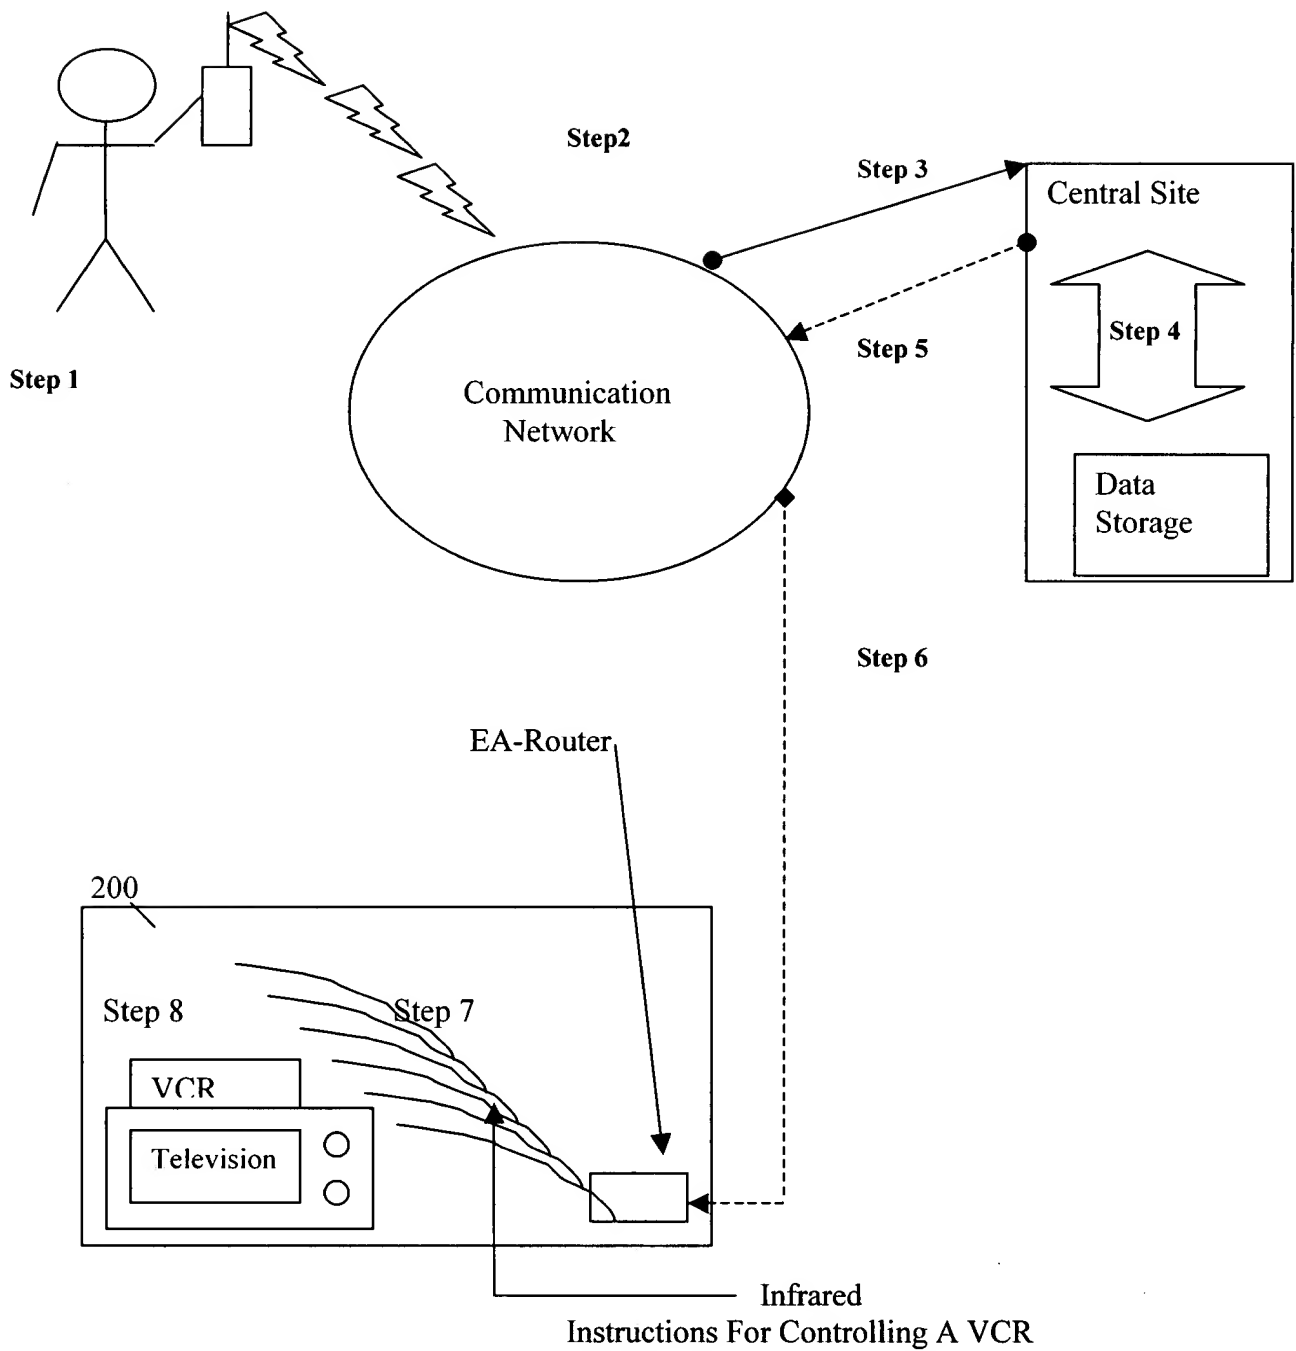 Step2
Step 3
Central Site
Step 4
Step 5
Step 1
Communication
Network
Data
Storage
Step 6
EA-Router
200
Step 8
Step 7
VCR
Television
Infrared
Instructions For Controlling A VCR